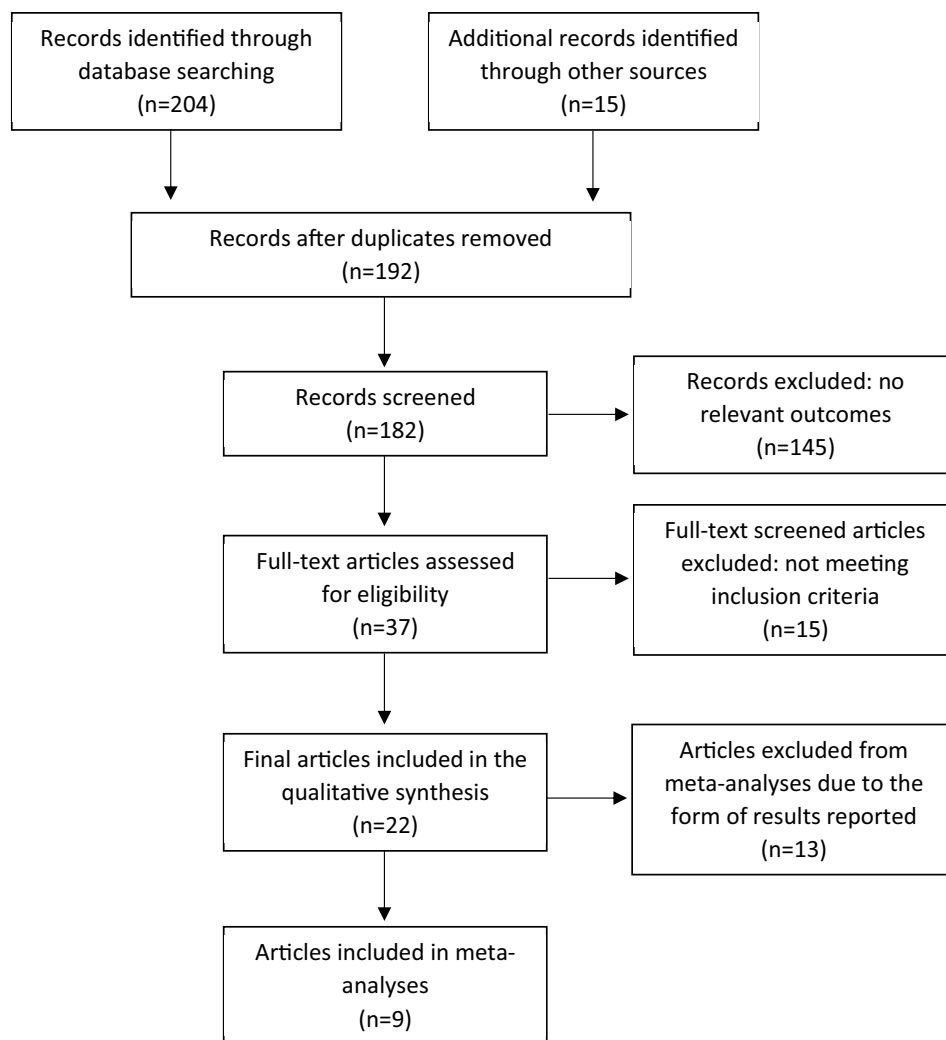 Records identified through
database searching
(n=204)
Additional records identified
through other sources
(n=15)
Records after duplicates removed
(n=192)
Records screened
(n=182)
Records excluded: no
relevant outcomes
(n=145)
Full-text articles assessed
for eligibility
(n=37)
Full-text screened articles
excluded: not meeting
inclusion criteria
(n=15)
Final articles included in the
qualitative synthesis
(n=22)
Articles excluded from
meta-analyses due to the
form of results reported
(n=13)
Articles included in meta-
analyses
(n=9)